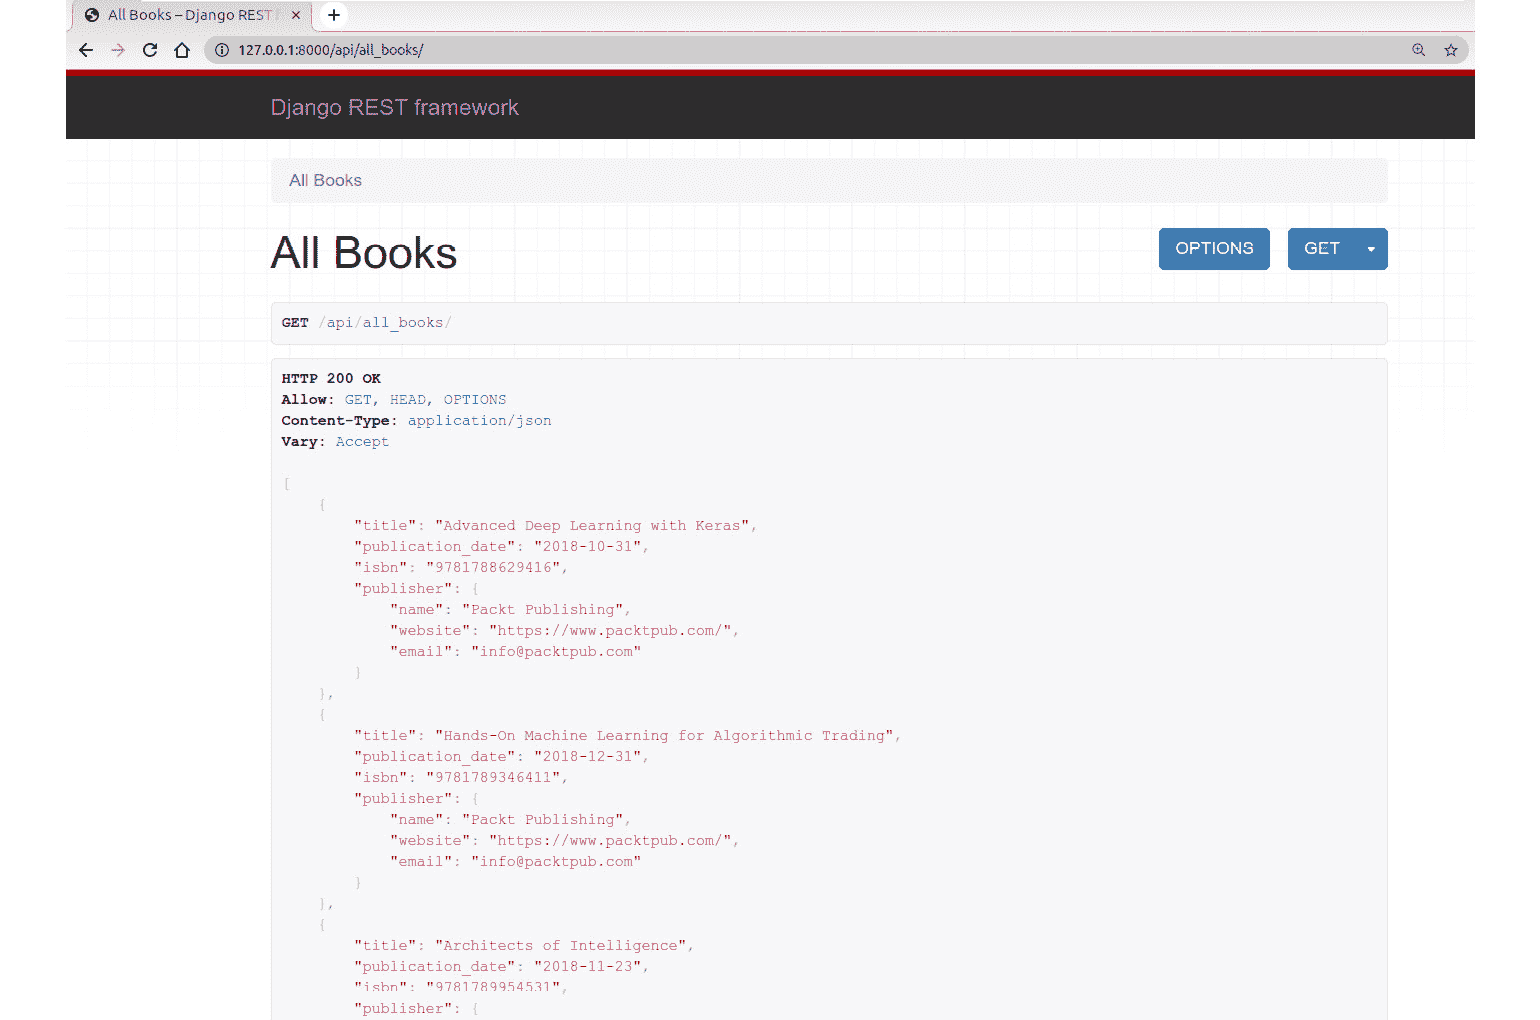 All Books – Django REST f
127.0.0.1:8000/api/all_books/
Django REST framework
All Books
All Books
OPTIONS
GET
GET /api/all_books/
HTTP 200 OK
Allow: GET, HEAD, OPTIONS
Content-Type: application/json
Vary: Accept
[
    {
        "title": "Advanced Deep Learning with Keras",
        "publication_date": "2018-10-31",
        "isbn": "9781788629416",
        "publisher": {
            "name": "Packt Publishing",
            "website": "https://www.packtpub.com/",
            "email": "info@packtpub.com"
        }
    },
    {
        "title": "Hands-On Machine Learning for Algorithmic Trading",
        "publication_date": "2018-12-31",
        "isbn": "9781789346411",
        "publisher": {
            "name": "Packt Publishing",
            "website": "https://www.packtpub.com/",
            "email": "info@packtpub.com"
        }
    },
    {
        "title": "Architects of Intelligence",
        "publication_date": "2018-11-23",
        "isbn": "9781789954531",
        "publisher": {